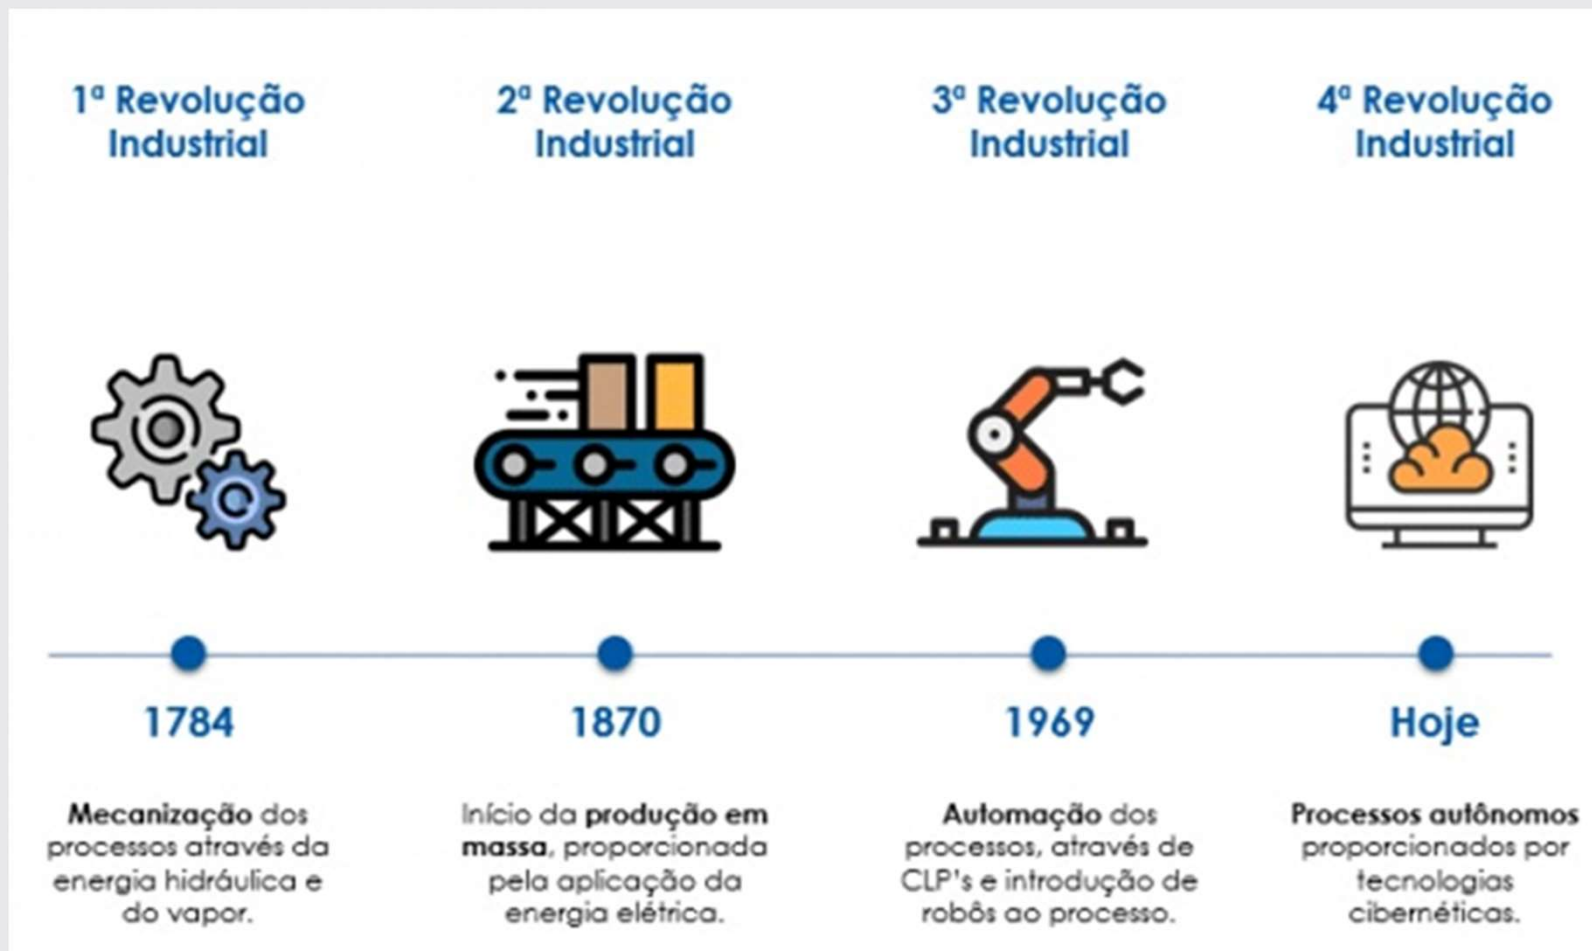 1ª Revolução
Industrial
2ª Revolução
Industrial
3ª Revolução
Industrial
4ª Revolução
Industrial
1784
1870
1969
Hoje
Mecanização dos
processos através da
energia hidráulica e
do vapor.
Início da produção em
massa, proporcionada
pela aplicação da
energia elétrica.
Automação dos
processos, através de
CLP's e introdução de
robôs ao processo.
Processos autônomos
proporcionados por
tecnologias
cibernéticas.